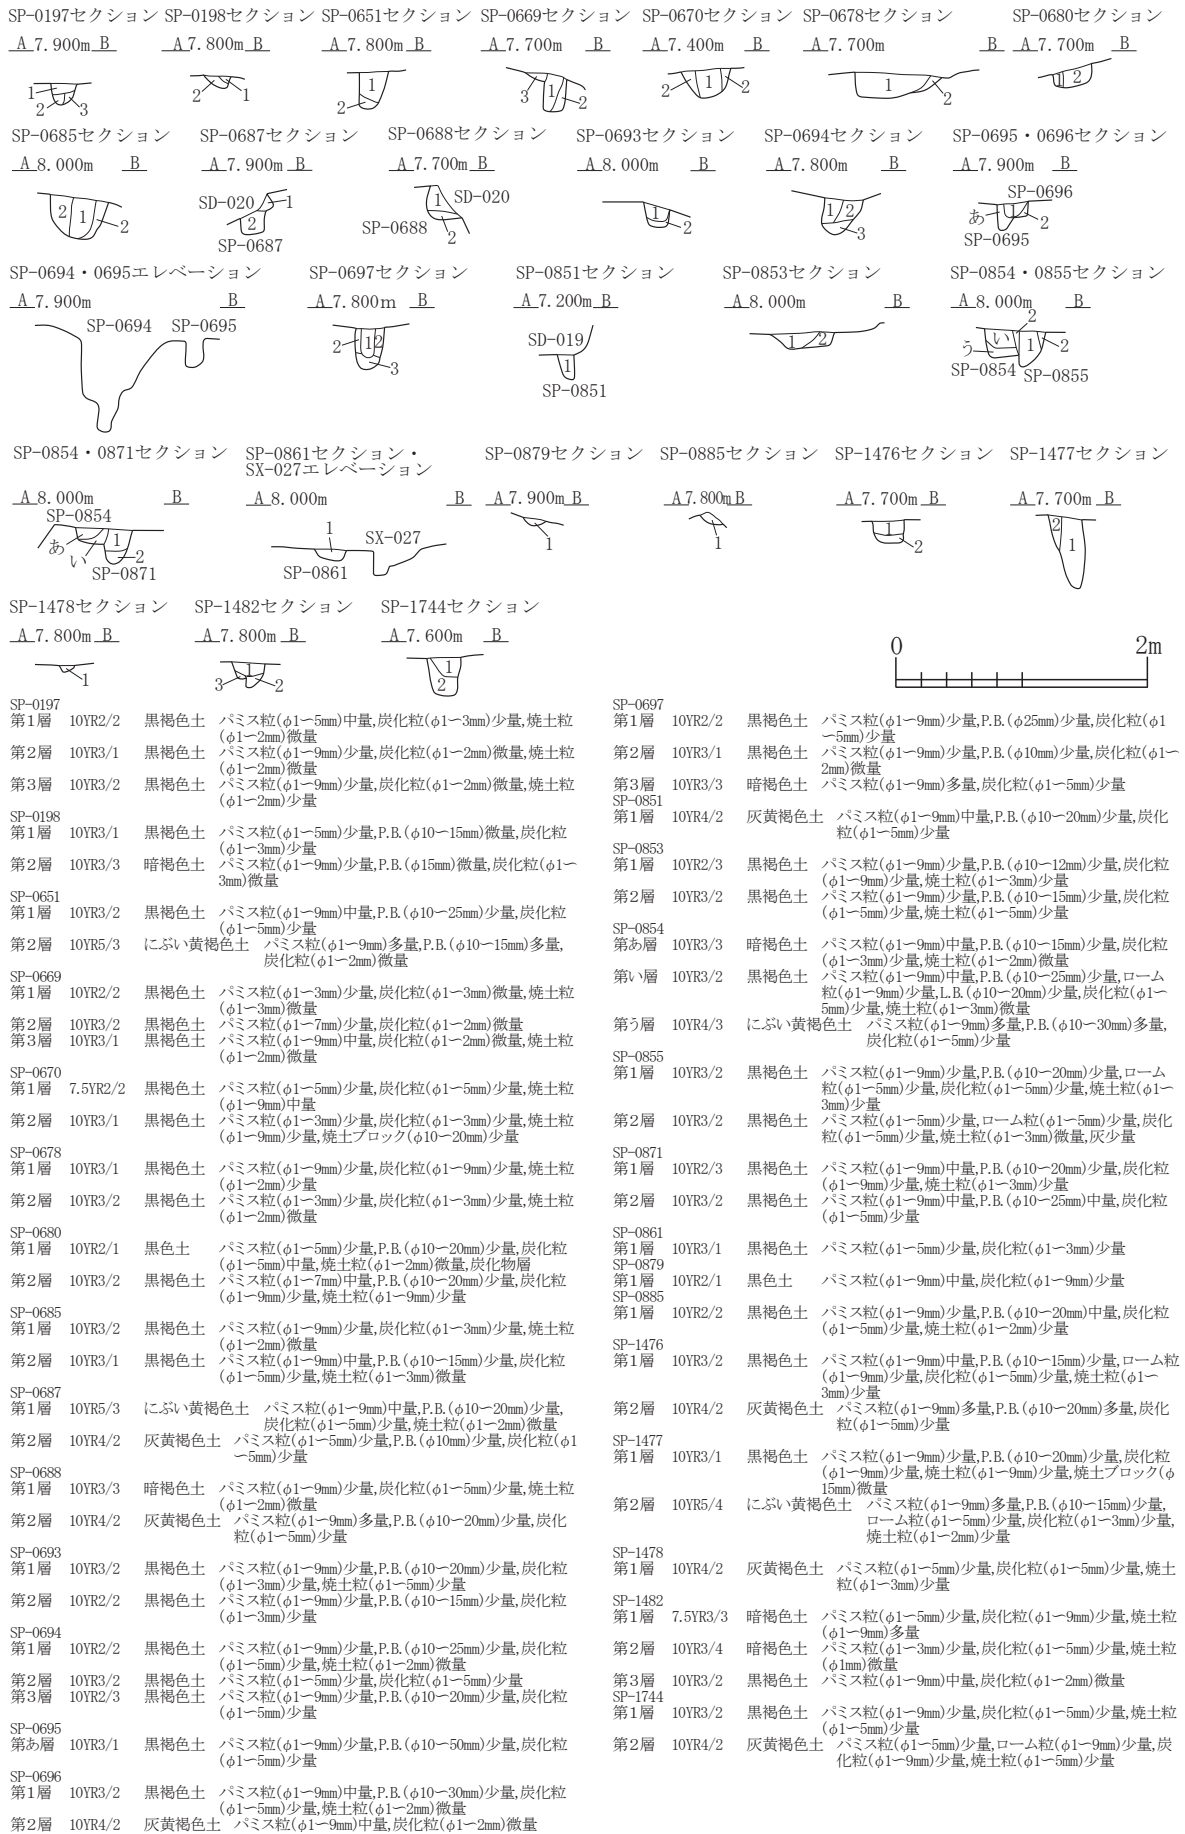 SP-0197セクション SP-0198セクション SP-0651セクション SP-0669セクション SP-0670セクション SP-0678セクション SP-0680セクション
A 7.900m B A 7.800m B A 7.800m B A 7.700m B A 7.400m B A 7.700m B A 7.700m B
1 2 3 2 1 1 2 3 1 2 2 1 2 1 2 1 2
SP-0685セクション SP-0687セクション SP-0688セクション SP-0693セクション SP-0694セクション SP-0695・0696セクション
A 8.000m B A 7.900m B A 7.700m B A 8.000m B A 7.800m B A 7.900m B
2 1 2 SD-020 1 2 SP-0687 1 SD-020 SP-0688 2 1 2 1 2 3 SP-0696 あ 1 2 SP-0695
SP-0694・0695エレベーション SP-0697セクション SP-0851セクション SP-0853セクション SP-0854・0855セクション
A 7.900m B A 7.800m B A 7.200m B A 8.000m B A 8.000m B
SP-0694 SP-0695 2 1 2 3 SD-019 1 SP-0851 1 2 2 い 1 2 う SP-0854 SP-0855
SP-0854・0871セクション SP-0861セクション・ SP-0879セクション SP-0885セクション SP-1476セクション SP-1477セクション
SX-027エレベーション
A 8.000m B A 8.000m B A 7.900m B A 7.800m B A 7.700m B A 7.700m B
SP-0854 あ い 1 2 SP-0871 1 SX-027 SP-0861 1 1 1 2 2 1
SP-1478セクション SP-1482セクション SP-1744セクション
A 7.800m B A 7.800m B A 7.600m B
1 1 3 2 1 2
0 2m
SP-0197
第1層 10YR2/2 黒褐色土 パミス粒(φ1〜5mm)中量,炭化粒(φ1〜3mm)少量,焼土粒
(φ1〜2mm)微量
第2層 10YR3/1 黒褐色土 パミス粒(φ1〜9mm)少量,炭化粒(φ1〜2mm)微量,焼土粒
(φ1〜2mm)微量
第3層 10YR3/2 黒褐色土 パミス粒(φ1〜9mm)少量,炭化粒(φ1〜2mm)微量,焼土粒
(φ1〜2mm)少量
SP-0198
第1層 10YR3/1 黒褐色土 パミス粒(φ1〜5mm)少量,P.B.(φ10〜15mm)微量,炭化粒
(φ1〜3mm)少量
第2層 10YR3/3 暗褐色土 パミス粒(φ1〜9mm)少量,P.B.(φ15mm)微量,炭化粒(φ1〜
3mm)微量
SP-0651
第1層 10YR3/2 黒褐色土 パミス粒(φ1〜9mm)中量,P.B.(φ10〜25mm)少量,炭化粒
(φ1〜5mm)少量
第2層 10YR5/3 にぶい黄褐色土 パミス粒(φ1〜9mm)多量,P.B.(φ10〜15mm)多量,
炭化粒(φ1〜2mm)微量
SP-0669
第1層 10YR2/2 黒褐色土 パミス粒(φ1〜3mm)少量,炭化粒(φ1〜3mm)微量,焼土粒
(φ1〜3mm)微量
第2層 10YR3/2 黒褐色土 パミス粒(φ1〜7mm)少量,炭化粒(φ1〜2mm)微量
第3層 10YR3/1 黒褐色土 パミス粒(φ1〜9mm)中量,炭化粒(φ1〜2mm)微量,焼土粒
(φ1〜2mm)微量
SP-0670
第1層 7.5YR2/2 黒褐色土 パミス粒(φ1〜5mm)少量,炭化粒(φ1〜5mm)少量,焼土粒
(φ1〜9mm)中量
第2層 10YR3/1 黒褐色土 パミス粒(φ1〜3mm)少量,炭化粒(φ1〜3mm)少量,焼土粒
(φ1〜9mm)少量,焼土ブロック(φ10〜20mm)少量
SP-0678
第1層 10YR3/1 黒褐色土 パミス粒(φ1〜9mm)少量,炭化粒(φ1〜9mm)少量,焼土粒
(φ1〜2mm)少量
第2層 10YR3/2 黒褐色土 パミス粒(φ1〜3mm)少量,炭化粒(φ1〜3mm)少量,焼土粒
(φ1〜2mm)微量
SP-0680
第1層 10YR2/1 黒色土 パミス粒(φ1〜5mm)少量,P.B.(φ10〜20mm)少量,炭化粒
(φ1〜5mm)中量,焼土粒(φ1〜2mm)微量,炭化物層
第2層 10YR3/2 黒褐色土 パミス粒(φ1〜7mm)中量,P.B.(φ10〜20mm)少量,炭化粒
(φ1〜9mm)少量,焼土粒(φ1〜9mm)少量
SP-0685
第1層 10YR3/2 黒褐色土 パミス粒(φ1〜9mm)少量,炭化粒(φ1〜3mm)少量,焼土粒
(φ1〜2mm)微量
第2層 10YR3/1 黒褐色土 パミス粒(φ1〜9mm)中量,P.B.(φ10〜15mm)少量,炭化粒
(φ1〜5mm)少量,焼土粒(φ1〜3mm)微量
SP-0687
第1層 10YR5/3 にぶい黄褐色土 パミス粒(φ1〜9mm)中量,P.B.(φ10〜20mm)少量,
炭化粒(φ1〜5mm)少量,焼土粒(φ1〜2mm)微量
第2層 10YR4/2 灰黄褐色土 パミス粒(φ1〜5mm)少量,P.B.(φ10mm)少量,炭化粒(φ1
〜5mm)少量
SP-0688
第1層 10YR3/3 暗褐色土 パミス粒(φ1〜9mm)少量,炭化粒(φ1〜5mm)少量,焼土粒
(φ1〜2mm)微量
第2層 10YR4/2 灰黄褐色土 パミス粒(φ1〜9mm)多量,P.B.(φ10〜20mm)少量,炭化
粒(φ1〜5mm)少量
SP-0693
第1層 10YR3/2 黒褐色土 パミス粒(φ1〜9mm)少量,P.B.(φ10〜20mm)少量,炭化粒
(φ1〜3mm)少量,焼土粒(φ1〜5mm)少量
第2層 10YR2/2 黒褐色土 パミス粒(φ1〜9mm)少量,P.B.(φ10〜15mm)少量,炭化粒
(φ1〜3mm)少量
SP-0694
第1層 10YR2/2 黒褐色土 パミス粒(φ1〜9mm)少量,P.B.(φ10〜25mm)少量,炭化粒
(φ1〜5mm)少量,焼土粒(φ1〜2mm)微量
第2層 10YR3/2 黒褐色土 パミス粒(φ1〜5mm)少量,炭化粒(φ1〜5mm)少量
第3層 10YR2/3 黒褐色土 パミス粒(φ1〜9mm)少量,P.B.(φ10〜20mm)少量,炭化粒
(φ1〜5mm)少量
SP-0695
第あ層 10YR3/1 黒褐色土 パミス粒(φ1〜9mm)少量,P.B.(φ10〜50mm)少量,炭化粒
(φ1〜5mm)少量
SP-0696
第1層 10YR3/2 黒褐色土 パミス粒(φ1〜9mm)中量,P.B.(φ10〜30mm)少量,炭化粒
(φ1〜5mm)少量,焼土粒(φ1〜2mm)微量
第2層 10YR4/2 灰黄褐色土 パミス粒(φ1〜9mm)中量,炭化粒(φ1〜2mm)微量
SP-0697
第1層 10YR2/2 黒褐色土 パミス粒(φ1〜9mm)少量,P.B.(φ25mm)少量,炭化粒(φ1
〜5mm)少量
第2層 10YR3/1 黒褐色土 パミス粒(φ1〜9mm)少量,P.B.(φ10mm)少量,炭化粒(φ1〜
2mm)微量
第3層 10YR3/3 暗褐色土 パミス粒(φ1〜9mm)多量,炭化粒(φ1〜5mm)少量
SP-0851
第1層 10YR4/2 灰黄褐色土 パミス粒(φ1〜9mm)中量,P.B.(φ10〜20mm)少量,炭化
粒(φ1〜5mm)少量
SP-0853
第1層 10YR2/3 黒褐色土 パミス粒(φ1〜9mm)少量,P.B.(φ10〜12mm)少量,炭化粒
(φ1〜9mm)少量,焼土粒(φ1〜3mm)少量
第2層 10YR3/2 黒褐色土 パミス粒(φ1〜9mm)少量,P.B.(φ10〜15mm)少量,炭化粒
(φ1〜5mm)少量,焼土粒(φ1〜5mm)少量
SP-0854
第あ層 10YR3/3 暗褐色土 パミス粒(φ1〜9mm)中量,P.B.(φ10〜15mm)少量,炭化粒
(φ1〜3mm)少量,焼土粒(φ1〜2mm)微量
第い層 10YR3/2 黒褐色土 パミス粒(φ1〜9mm)中量,P.B.(φ10〜25mm)少量,ローム
粒(φ1〜9mm)少量,L.B.(φ10〜20mm)少量,炭化粒(φ1〜
5mm)少量,焼土粒(φ1〜3mm)微量
第う層 10YR4/3 にぶい黄褐色土 パミス粒(φ1〜9mm)多量,P.B.(φ10〜30mm)多量,
炭化粒(φ1〜5mm)少量
SP-0855
第1層 10YR3/2 黒褐色土 パミス粒(φ1〜9mm)少量,P.B.(φ10〜20mm)少量,ローム
粒(φ1〜5mm)少量,炭化粒(φ1〜5mm)少量,焼土粒(φ1〜
3mm)少量
第2層 10YR3/2 黒褐色土 パミス粒(φ1〜5mm)少量,ローム粒(φ1〜5mm)少量,炭化
粒(φ1〜5mm)少量,焼土粒(φ1〜3mm)微量,灰少量
SP-0871
第1層 10YR2/3 黒褐色土 パミス粒(φ1〜9mm)中量,P.B.(φ10〜20mm)少量,炭化粒
(φ1〜9mm)少量,焼土粒(φ1〜3mm)少量
第2層 10YR3/2 黒褐色土 パミス粒(φ1〜9mm)中量,P.B.(φ10〜25mm)中量,炭化粒
(φ1〜5mm)少量
SP-0861
第1層 10YR3/1 黒褐色土 パミス粒(φ1〜5mm)少量,炭化粒(φ1〜3mm)少量
SP-0879
第1層 10YR2/1 黒色土 パミス粒(φ1〜9mm)中量,炭化粒(φ1〜9mm)少量
SP-0885
第1層 10YR2/2 黒褐色土 パミス粒(φ1〜9mm)少量,P.B.(φ10〜20mm)中量,炭化粒
(φ1〜5mm)少量,焼土粒(φ1〜2mm)少量
SP-1476
第1層 10YR3/2 黒褐色土 パミス粒(φ1〜9mm)中量,P.B.(φ10〜15mm)少量,ローム粒
(φ1〜9mm)少量,炭化粒(φ1〜5mm)少量,焼土粒(φ1〜
3mm)少量
第2層 10YR4/2 灰黄褐色土 パミス粒(φ1〜9mm)多量,P.B.(φ10〜20mm)多量,炭化
粒(φ1〜5mm)少量
SP-1477
第1層 10YR3/1 黒褐色土 パミス粒(φ1〜9mm)少量,P.B.(φ10〜20mm)少量,炭化粒
(φ1〜9mm)少量,焼土粒(φ1〜9mm)少量,焼土ブロック(φ
15mm)微量
第2層 10YR5/4 にぶい黄褐色土 パミス粒(φ1〜9mm)多量,P.B.(φ10〜15mm)少量,
ローム粒(φ1〜5mm)少量,炭化粒(φ1〜3mm)少量,
焼土粒(φ1〜2mm)少量
SP-1478
第1層 10YR4/2 灰黄褐色土 パミス粒(φ1〜5mm)少量,炭化粒(φ1〜5mm)少量,焼土
粒(φ1〜3mm)少量
SP-1482
第1層 7.5YR3/3 暗褐色土 パミス粒(φ1〜5mm)少量,炭化粒(φ1〜9mm)少量,焼土粒
(φ1〜9mm)多量
第2層 10YR3/4 暗褐色土 パミス粒(φ1〜3mm)少量,炭化粒(φ1〜5mm)少量,焼土粒
(φ1mm)微量
第3層 10YR3/2 黒褐色土 パミス粒(φ1〜9mm)中量,炭化粒(φ1〜2mm)微量
SP-1744
第1層 10YR3/2 黒褐色土 パミス粒(φ1〜9mm)少量,炭化粒(φ1〜5mm)少量,焼土粒
(φ1〜5mm)少量
第2層 10YR4/2 灰黄褐色土 パミス粒(φ1〜5mm)少量,ローム粒(φ1〜9mm)少量,炭
化粒(φ1〜9mm)少量,焼土粒(φ1〜5mm)少量